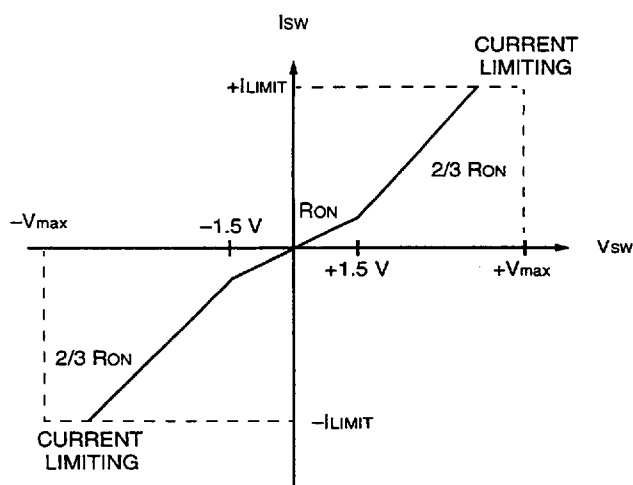 ISW
CURRENT
LIMITING
+ILIMIT
2/3 RON
RON
−Vmax
−1.5 V
VSW
+1.5 V
+Vmax
2/3 RON
−ILIMIT
CURRENT
LIMITING